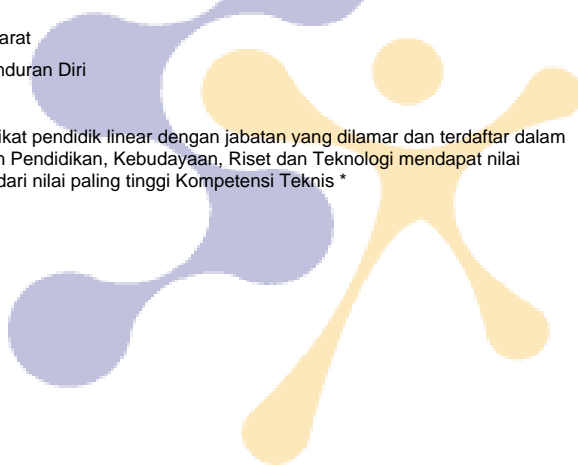 arat
nduran Diri
ikat pendidik linear dengan jabatan yang dilamar dan terdaftar dalam
n Pendidikan, Kebudayaan, Riset dan Teknologi mendapat nilai
dari nilai paling tinggi Kompetensi Teknis *